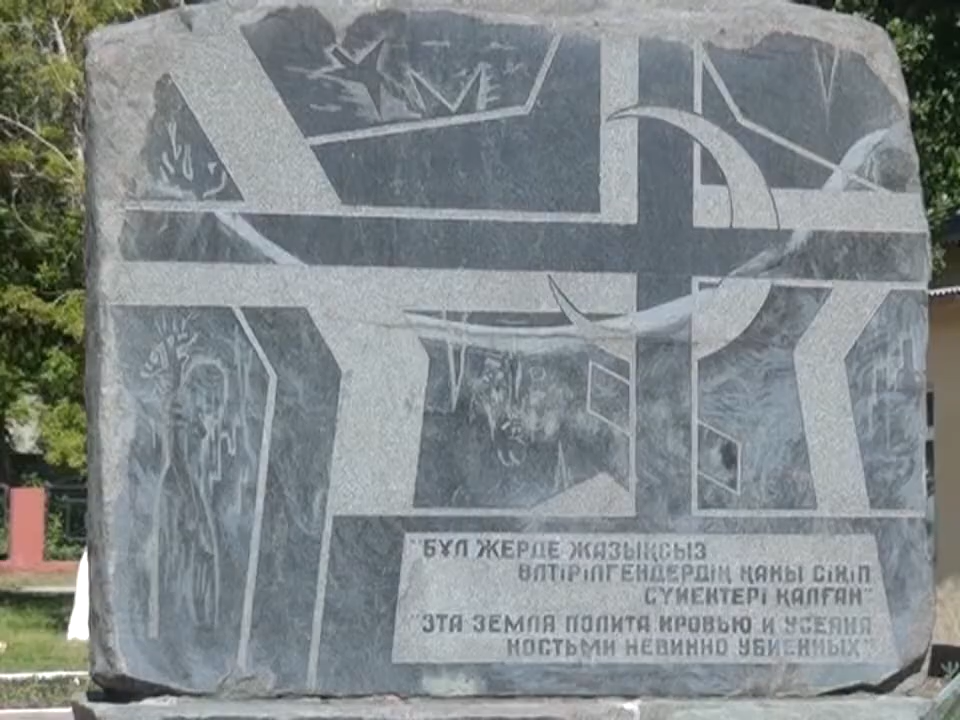 "БҰЛ ЖЕРДЕ ЖАЗЫҚСЫЗ
ӨЛТІРІЛГЕНДЕРДІҢ ҚАНЫ СІҢІП
СҮЙЕКТЕРІ ҚАЛҒАН"
"ЭТА ЗЕМЛЯ ПОЛИТА КРОВЬЮ И УСЕЯНА
КОСТЬМИ НЕВИННО УБИЕННЫХ"